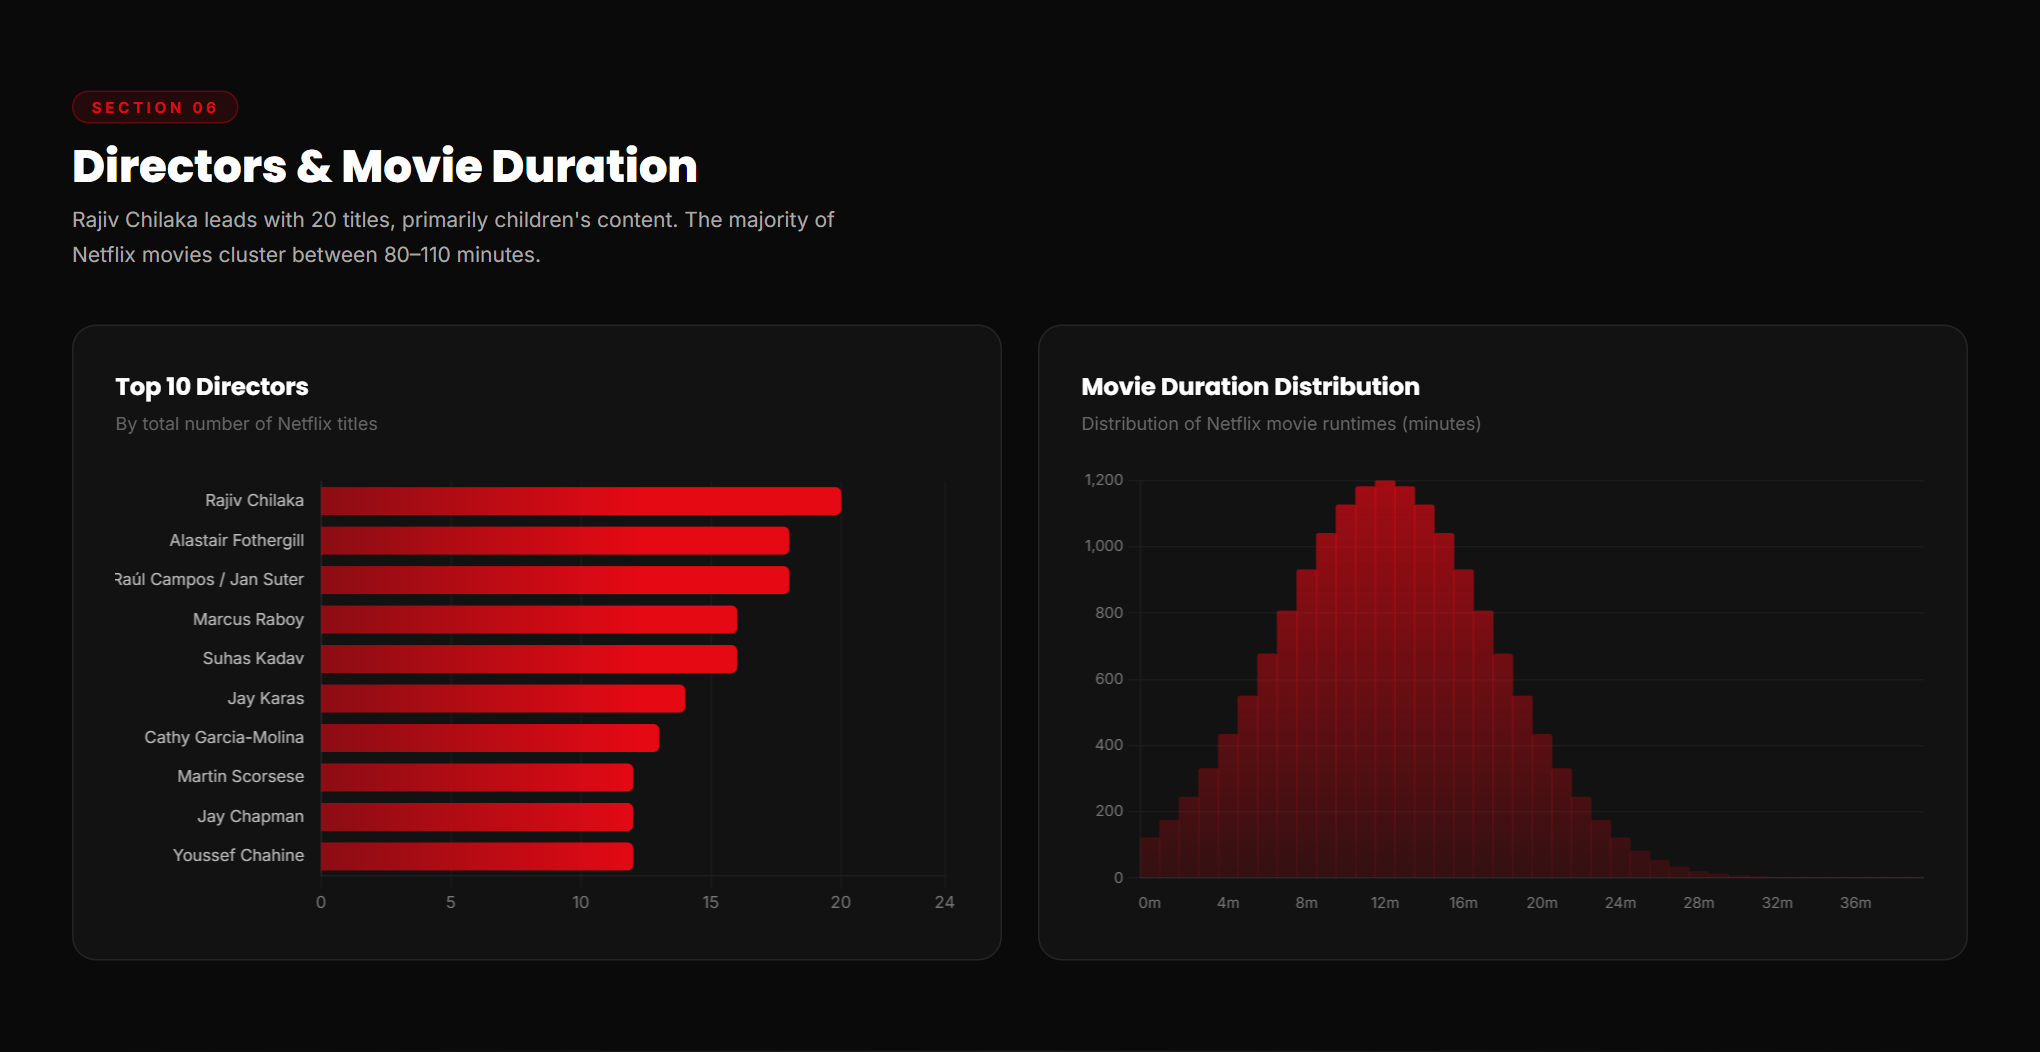 SECTION 06
Directors & Movie Duration
Rajiv Chilaka leads with 20 titles, primarily children's content. The majority of
Netflix movies cluster between 80–110 minutes.
Top 10 Directors
By total number of Netflix titles
Rajiv Chilaka
Alastair Fothergill
Raúl Campos / Jan Suter
Marcus Raboy
Suhas Kadav
Jay Karas
Cathy Garcia-Molina
Martin Scorsese
Jay Chapman
Youssef Chahine
0 5 10 15 20 24
Movie Duration Distribution
Distribution of Netflix movie runtimes (minutes)
1,200
1,000
800
600
400
200
0
0m 4m 8m 12m 16m 20m 24m 28m 32m 36m